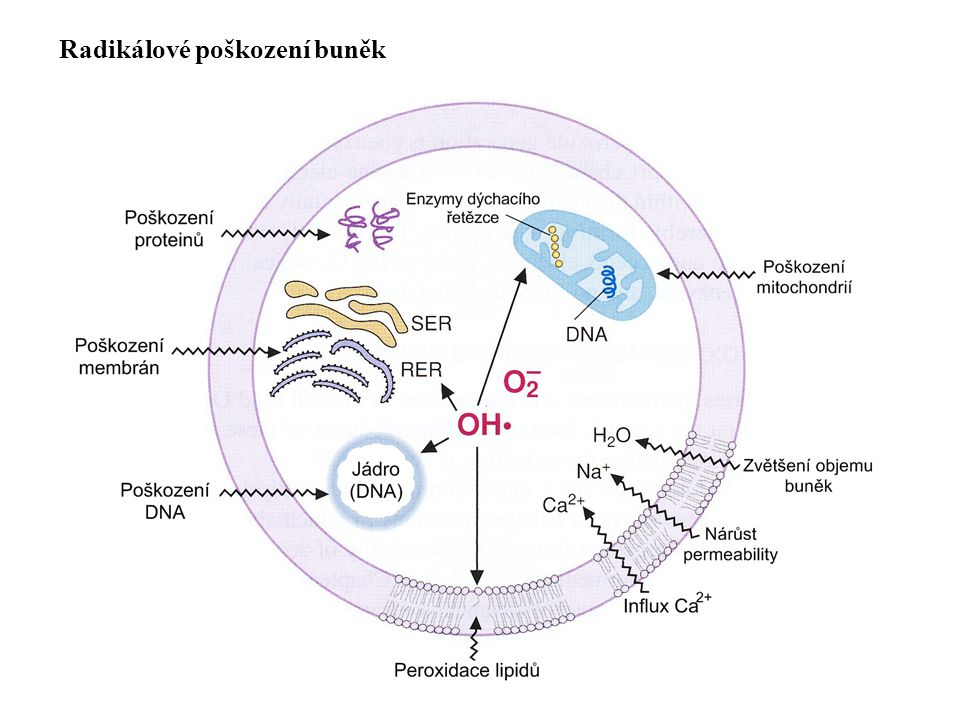 Radikálové poškození buněk
Enzymy dýchacího
řetězce
Poškození
proteinů
Poškození
mitochondrií
DNA
SER
RER
Poškození
membrán
O₂⁻
OH•
H₂O
Zvětšení objemu
buněk
Na⁺
Ca²⁺
Jádro
(DNA)
Poškození
DNA
Nárůst
permeability
Influx Ca²⁺
Peroxidace lipidů